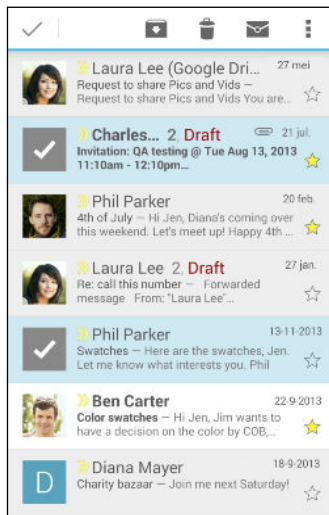 Laura Lee (Google Dri... 27 mei
Request to share Pics and Vids –
Request to share Pics and Vids You are...
Charles... 2, Draft 21 jul.
Invitation: QA testing @ Tue Aug 13, 2013
11:10am - 12:10pm...
Phil Parker 20 feb.
4th of July – Hi Jen, Diana's coming over
this weekend. Let's meet up! Happy 4th ...
Laura Lee 2, Draft 27 jan.
Re: call this number – Forwarded
message From: "Laura Lee"...
Phil Parker 13-11-2013
Swatches – Here are the swatches, Jen.
Let me know what interests you. Phil
Ben Carter 22-9-2013
Color swatches – Hi Jen, Jim wants to
have a decision on the color by COB,...
D Diana Mayer 18-9-2013
Charity bazaar – Join me next Saturday!